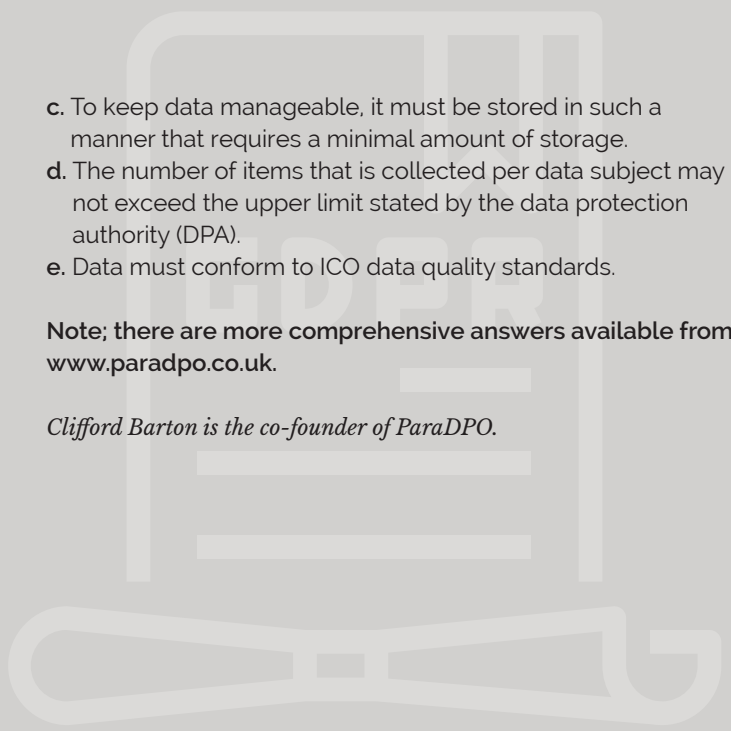 c. To keep data manageable, it must be stored in such a
manner that requires a minimal amount of storage.
d. The number of items that is collected per data subject may
not exceed the upper limit stated by the data protection
authority (DPA).
e. Data must conform to ICO data quality standards.
Note; there are more comprehensive answers available from
www.paradpo.co.uk.
Clifford Barton is the co-founder of ParaDPO.
GDPR